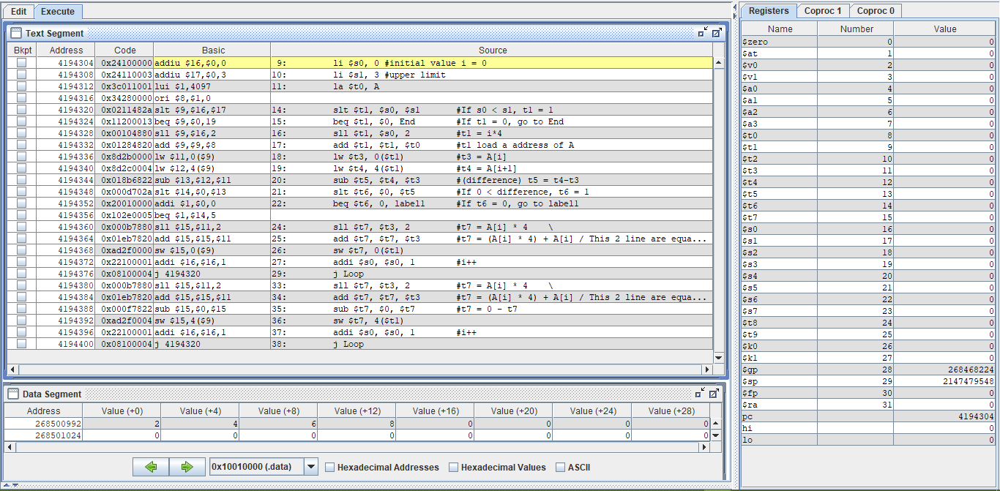 Edit Execute
Text Segment
Bkpt Address Code Basic Source
4194304 0x24100000 addiu $16,$0,0 9: li $s0, 0 #initial value i = 0
4194308 0x24110003 addiu $17,$0,3 10: li $s1, 3 #upper limit
4194312 0x3c011001 lui $1,4097 11: la $t0, A
4194316 0x34280000 ori $8,$1,0
4194320 0x0211482a slt $9,$16,$17 14: slt $t1, $s0, $s1 #If s0 < s1, t1 = 1
4194324 0x11200013 beq $9,$0,19 15: beq $t1, $0, End #If t1 = 0, go to End
4194328 0x00104880 sll $9,$16,2 16: sll $t1, $s0, 2 #t1 = i*4
4194332 0x01284820 add $9,$9,$8 17: add $t1, $t1, $t0 #t1 load a address of A
4194336 0x8d2b0000 lw $11,0($9) 18: lw $t3, 0($t1) #t3 = A[i]
4194340 0x8d2c0004 lw $12,4($9) 19: lw $t4, 4($t1) #t4 = A[i+1]
4194344 0x018b6822 sub $13,$12,$11 20: sub $t5, $t4, $t3 #(difference) t5 = t4-t3
4194348 0x000d702a slt $14,$0,$13 21: slt $t6, $0, $t5 #If 0 < difference, t6 = 1
4194352 0x20010000 addi $1,$0,0 22: beq $t6, 0, label1 #If t6 = 0, go to label1
4194356 0x102e0005 beq $1,$14,5
4194360 0x000b7880 sll $15,$11,2 24: sll $t7, $t3, 2 #t7 = A[i] * 4 \
4194364 0x01eb7820 add $15,$15,$11 25: add $t7, $t7, $t3 #t7 = (A[i] * 4) + A[i] / This 2 line are equa...
4194368 0xad2f0000 sw $15,0($9) 26: sw $t7, 0($t1)
4194372 0x22100001 addi $16,$16,1 27: addi $s0, $s0, 1 #i++
4194376 0x08100004 j 4194320 29: j Loop
4194380 0x000b7880 sll $15,$11,2 33: sll $t7, $t3, 2 #t7 = A[i] * 4 \
4194384 0x01eb7820 add $15,$15,$11 34: add $t7, $t7, $t3 #t7 = (A[i] * 4) + A[i] / This 2 line are equa...
4194388 0x000f7822 sub $15,$0,$15 35: sub $t7, $0, $t7 #t7 = 0 - t7
4194392 0xad2f0004 sw $15,4($9) 36: sw $t7, 4($t1)
4194396 0x22100001 addi $16,$16,1 37: addi $s0, $s0, 1 #i++
4194400 0x08100004 j 4194320 38: j Loop
Data Segment
Address Value (+0) Value (+4) Value (+8) Value (+12) Value (+16) Value (+20) Value (+24) Value (+28)
268500992 2 4 6 8 0 0 0 0
268501024 0 0 0 0 0 0 0 0
0x10010000 (.data) Hexadecimal Addresses Hexadecimal Values ASCII
Registers Coproc 1 Coproc 0
Name Number Value
$zero 0 0
$at 1 0
$v0 2 0
$v1 3 0
$a0 4 0
$a1 5 0
$a2 6 0
$a3 7 0
$t0 8 0
$t1 9 0
$t2 10 0
$t3 11 0
$t4 12 0
$t5 13 0
$t6 14 0
$t7 15 0
$s0 16 0
$s1 17 0
$s2 18 0
$s3 19 0
$s4 20 0
$s5 21 0
$s6 22 0
$s7 23 0
$t8 24 0
$t9 25 0
$k0 26 0
$k1 27 0
$gp 28 268468224
$sp 29 2147479548
$fp 30 0
$ra 31 0
pc 4194304
hi 0
lo 0